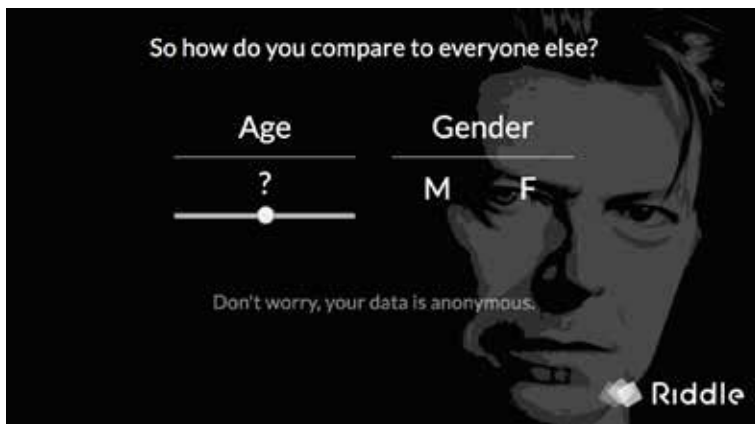 So how do you compare to everyone else?
Age
Gender
?
M F
Don't worry, your data is anonymous.
Riddle